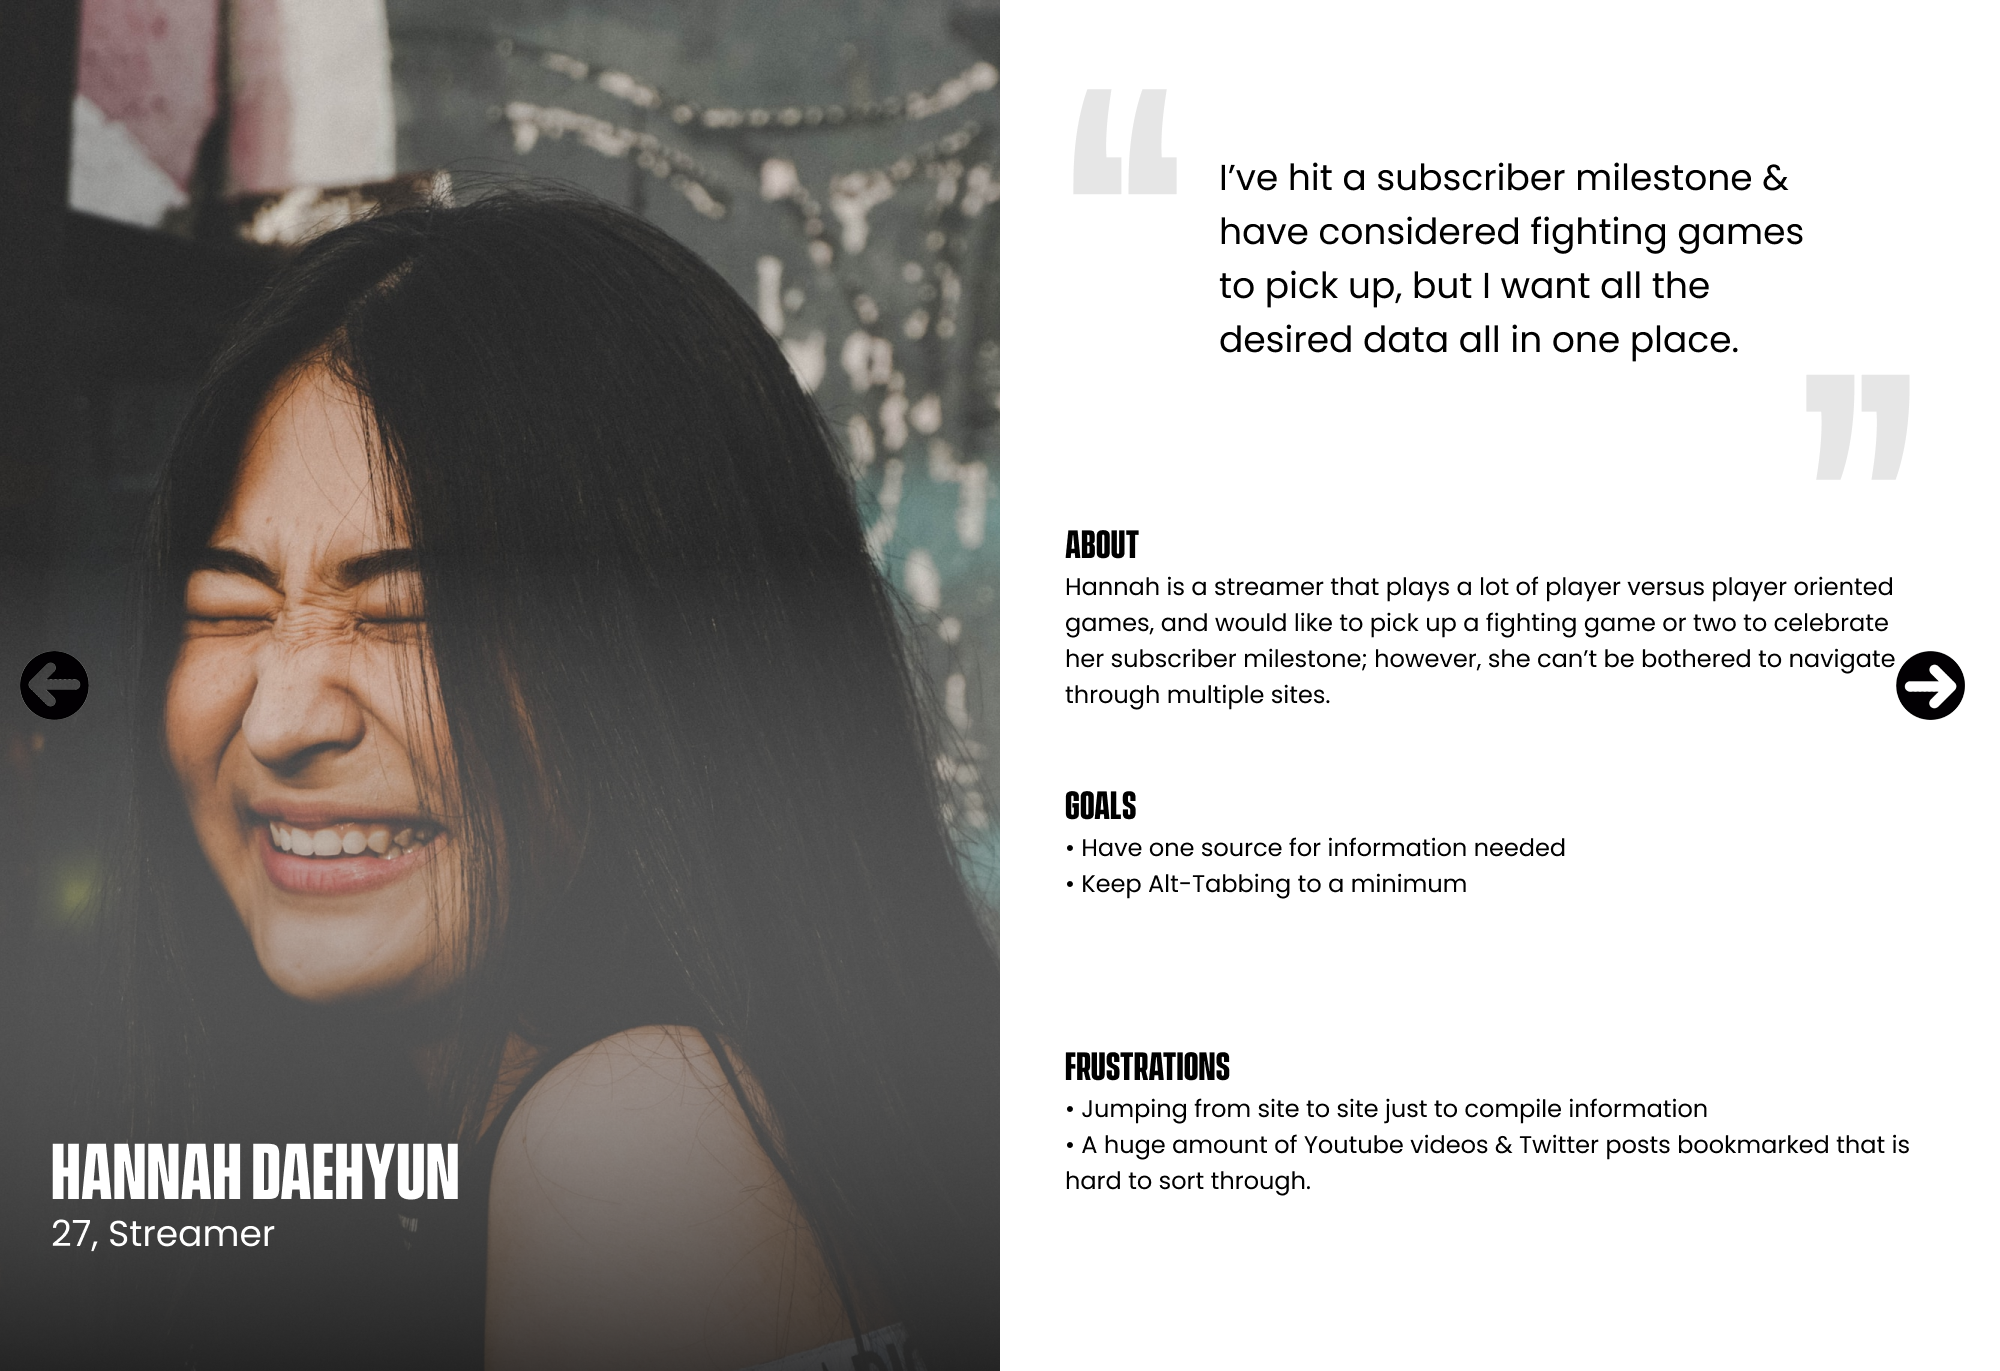 “
I’ve hit a subscriber milestone &
have considered fighting games
to pick up, but I want all the
desired data all in one place.
”
ABOUT
Hannah is a streamer that plays a lot of player versus player oriented
games, and would like to pick up a fighting game or two to celebrate
her subscriber milestone; however, she can’t be bothered to navigate
through multiple sites.
GOALS
• Have one source for information needed
• Keep Alt-Tabbing to a minimum
FRUSTRATIONS
• Jumping from site to site just to compile information
• A huge amount of Youtube videos & Twitter posts bookmarked that is
hard to sort through.
HANNAH DAEHYUN
27, Streamer